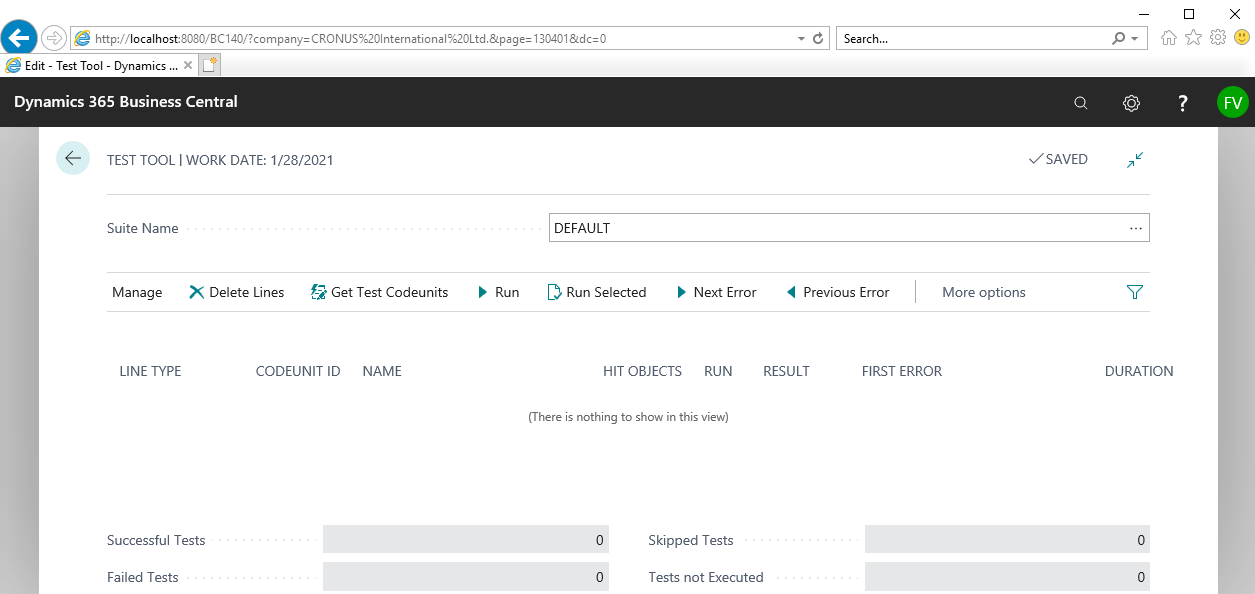 http://localhost:8080/BC140/?company=CRONUS%20International%20Ltd.&page=130401&dc=0
Search...
Edit - Test Tool - Dynamics ...
Dynamics 365 Business Central
?
FV
TEST TOOL | WORK DATE: 1/28/2021
SAVED
Suite Name
DEFAULT
...
Manage Delete Lines Get Test Codeunits Run Run Selected Next Error Previous Error More options
LINE TYPE CODEUNIT ID NAME HIT OBJECTS RUN RESULT FIRST ERROR DURATION
(There is nothing to show in this view)
Successful Tests 0 Skipped Tests 0
Failed Tests 0 Tests not Executed 0